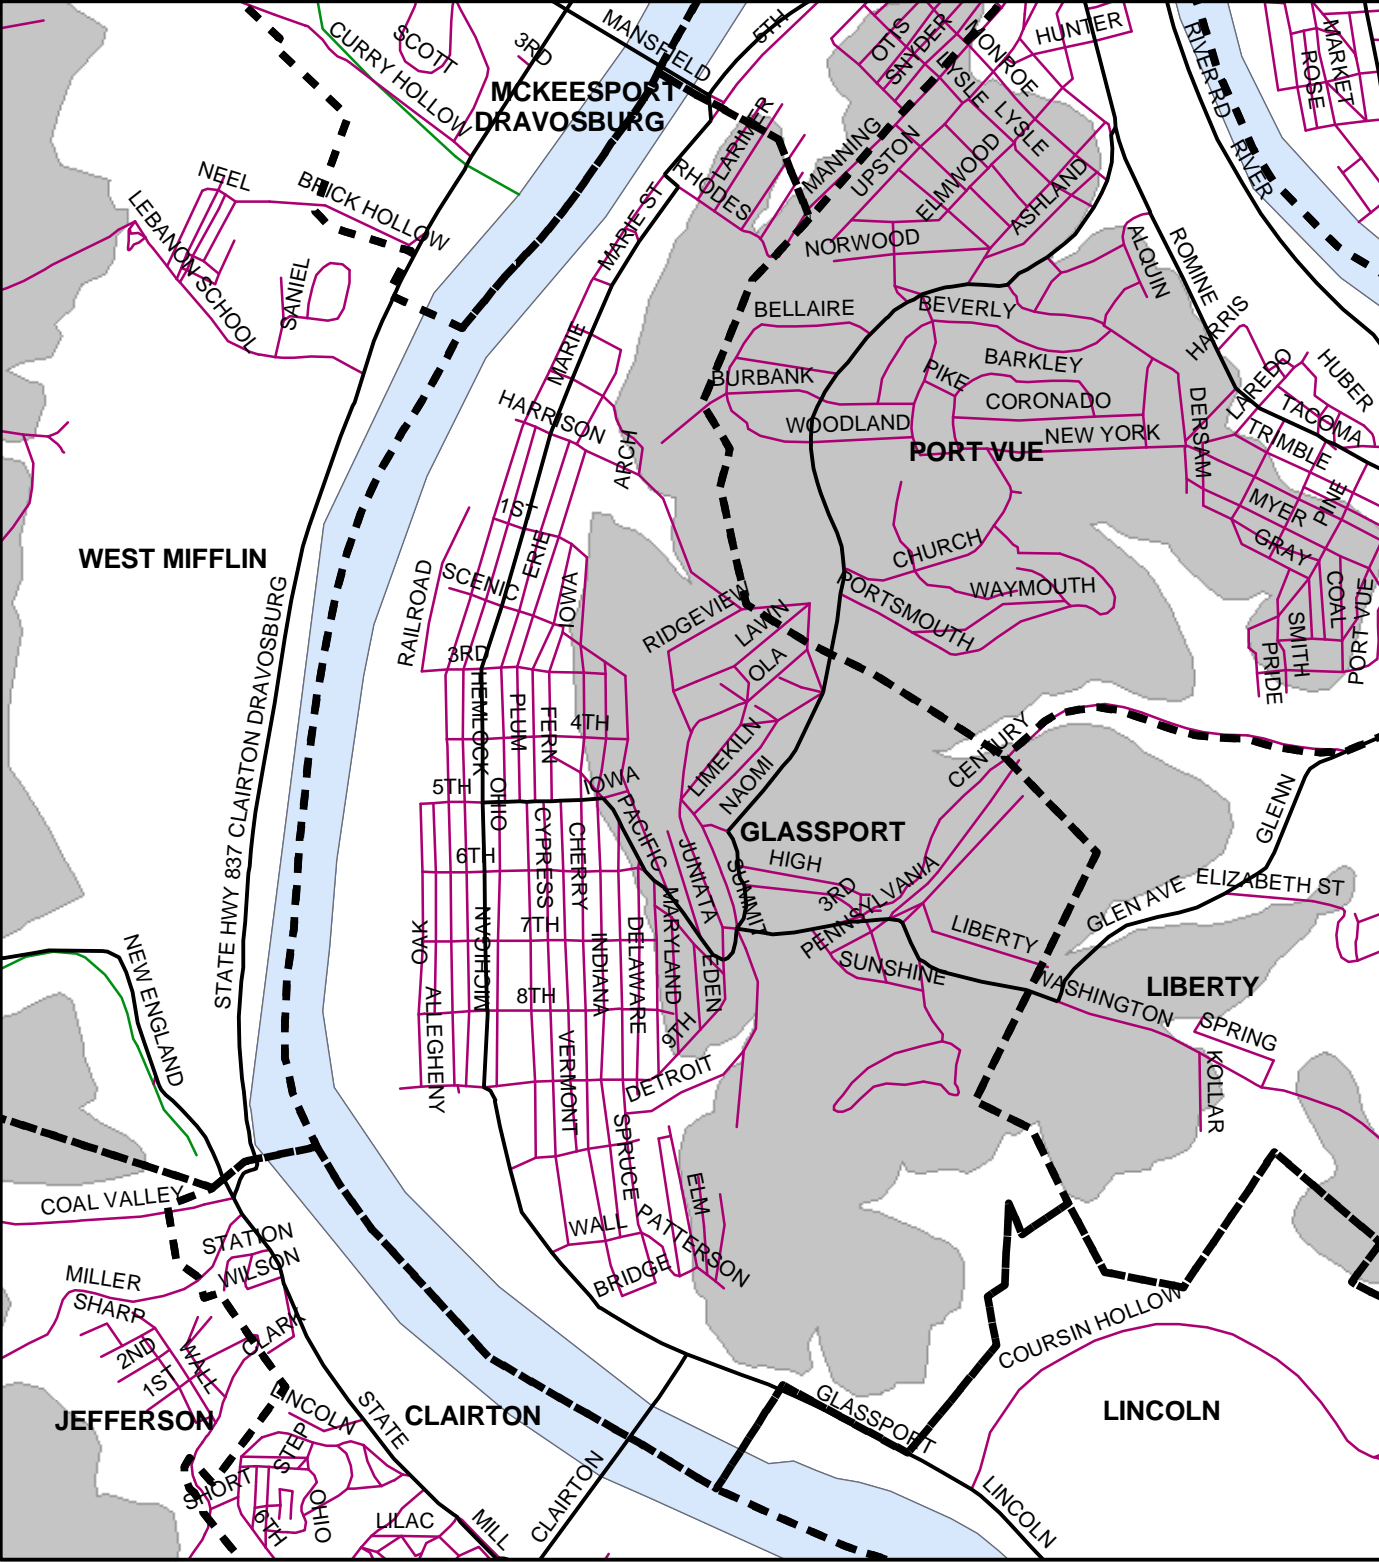 SCOTT
3RD
MANSFIELD
5TH
OTIS
SNYDER
MONROE
HUNTER
RIVERRD
RIVER
MARKET
ROSE
CURRY HOLLOW
MCKEESPORT
DRAVOSBURG
LYSLE
LYSLE
LARIMER
RHODES
MANNING
UPSTON
ELMWOOD
ASHLAND
NEEL
BRICK HOLLOW
LEBANON SCHOOL
SANIEL
MARIE ST
NORWOOD
ALQUIN
ROMINE
BELLAIRE
BEVERLY
HARRIS
MARIE
BURBANK
PIKE
BARKLEY
CORONADO
LAREDO
HUBER
TACOMA
HARRISON
ARCH
WOODLAND
NEW YORK
PORT VUE
DERSAM
TRIMBLE
PINE
MYER
GRAY
1ST
ERIE
WEST MIFFLIN
CHURCH
WAYMOUTH
PORTSMOUTH
RAILROAD
SCENIC
IOWA
RIDGEVIEW
LAWN
OLA
COAL
SMITH
PORT VUE
PRIDE
STATE HWY 837 CLAIRTON DRAVOSBURG
3RD
HEMLOCK
PLUM
FERN
4TH
LIMEKILN
NAOMI
CENTURY
5TH
OHIO
IOWA
PACIFIC
GLASSPORT
GLENN
CYPRESS
CHERRY
6TH
JUNIATA
SUMMIT
HIGH
3RD
PENNSYLVANIA
ELIZABETH ST
GLEN AVE
OAK
MICHIGAN
7TH
INDIANA
DELAWARE
MARYLAND
EDEN
LIBERTY
SUNSHINE
WASHINGTON
LIBERTY
NEW ENGLAND
ALLEGHENY
8TH
9TH
SPRING
VERMONT
DETROIT
KOLLAR
COAL VALLEY
SPRUCE
ELM
STATION
WILSON
WALL
PATTERSON
BRIDGE
MILLER
SHARP
2ND
1ST
WALL
CLARK
COURSIN HOLLOW
JEFFERSON
LINCOLN
STATE
CLAIRTON
GLASSPORT
LINCOLN
STEP
SHORT
6TH
OHIO
LILAC
MILL
CLAIRTON
LINCOLN